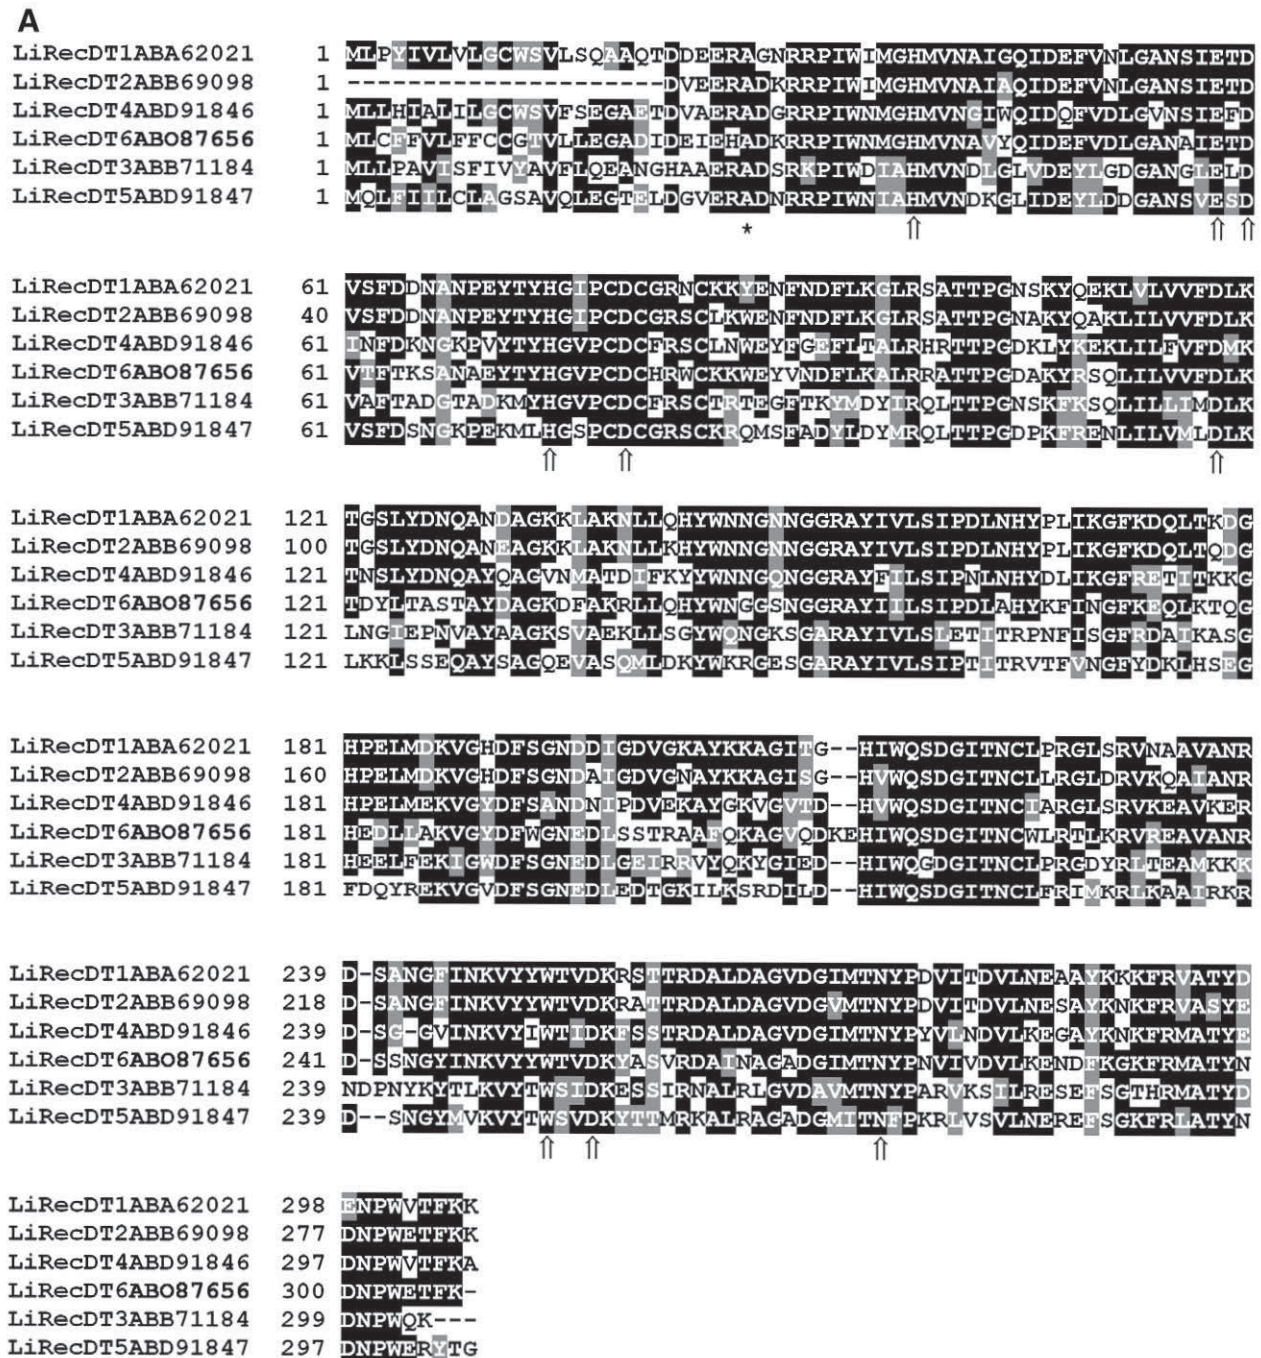 A
LiRecDT1ABA62021 1 MLPYIVLVLGCWSVLSQAAQTDDEERAGNRRPIWIMGHMVNAIGQIDEFVNLGANSIETD
LiRecDT2ABB69098 1 ---------------------DVEERADKRRPIWIMGHMVNAIAQIDEFVNLGANSIETD
LiRecDT4ABD91846 1 MLLHIALILGCWSVFSEGAETDVAERADGRRPIWNMGHMVNGIWQIDQFVDLGVNSIEFD
LiRecDT6ABO87656 1 MLCFFVLFFCCGTVLLEGADIDEIEHADKRRPIWNMGHMVNAVYQIDEFVDLGANAIETD
LiRecDT3ABB71184 1 MLLPAVISFIVYAVFLQEANGHAAERADSRKPIWDIAHMVNDLGLVDEYLGDGANGLELD
LiRecDT5ABD91847 1 MQLFIILCLAGSAVQLEGTELDGVERADNRRPIWNIAHMVNDKGLIDEYLDDGANSVESD
* ⇑ ⇑ ⇑
LiRecDT1ABA62021 61 VSFDDNANPEYTYHGIPCDCGRNCKKYENFNDFLKGLRSATTPGNSKYQEKLVLVVFDLK
LiRecDT2ABB69098 40 VSFDDNANPEYTYHGIPCDCGRSCLKWENFNDFLKGLRSATTPGNAKYQAKLILVVFDLK
LiRecDT4ABD91846 61 INFDKNGKPVYTYHGVPCDCFRSCLNWEYFGEFLTALRHRTTPGDKLYKEKLILFVFDMK
LiRecDT6ABO87656 61 VTFTKSANAEYTYHGVPCDCHRWCKKWEYVNDFLKALRRATTPGDAKYRSQLILVVFDLK
LiRecDT3ABB71184 61 VAFTADGTADKMYHGVPCDCFRSCTRTEGFTKYMDYIRQLTTPGNSKFKSQLILLIMDLK
LiRecDT5ABD91847 61 VSFDSNGKPEKMLHGSPCDCGRSCKRQMSFADYLDYMRQLTTPGDPKFRENLILVMLDLK
⇑ ⇑ ⇑
LiRecDT1ABA62021 121 TGSLYDNQANDAGKKLAKNLLQHYWNNGNNGGRAYIVLSIPDLNHYPLIKGFKDQLTKDG
LiRecDT2ABB69098 100 TGSLYDNQANEAGKKLAKNLLKHYWNNGNNGGRAYIVLSIPDLNHYPLIKGFKDQLTQDG
LiRecDT4ABD91846 121 TNSLYDNQAYQAGVNMATDIFKYYWNNGQNGGRAYFILSIPNLNHYDLIKGFRETITKKG
LiRecDT6ABO87656 121 TDYLTASTAYDAGKDFAKRLLQHYWNGGSNGGRAYIILSIPDLAHYKFINGFKEQLKTQG
LiRecDT3ABB71184 121 LNGIEPNVAYAAGKSVAEKLLSGYWQNGKSGARAYIVLSLETITRPNFISGFRDAIKASG
LiRecDT5ABD91847 121 LKKLSSEQAYSAGQEVASQMLDKYWKRGESGARAYIVLSIPTITRVTFVNGFYDKLHSEG
LiRecDT1ABA62021 181 HPELMDKVGHDFSGNDDIGDVGKAYKKAGITG--HIWQSDGITNCLPRGLSRVNAAVANR
LiRecDT2ABB69098 160 HPELMDKVGHDFSGNDAIGDVGNAYKKAGISG--HVWQSDGITNCLLRGLDRVKQAIANR
LiRecDT4ABD91846 181 HPELMEKVGYDFSANDNIPDVEKAYGKVGVTD--HVWQSDGITNCIARGLSRVKEAVKER
LiRecDT6ABO87656 181 HEDLLAKVGYDFWGNEDLSSTRAAFQKAGVQDKEHIWQSDGITNCWLRTLKRVREAVANR
LiRecDT3ABB71184 181 HEELFEKIGWDFSGNEDLGEIRRVYQKYGIED--HIWQGDGITNCLPRGDYRLTEAMKKK
LiRecDT5ABD91847 181 FDQYREKVGVDFSGNEDLEDTGKILKSRDILD--HIWQSDGITNCLFRIMKRLKAAIRKR
LiRecDT1ABA62021 239 D-SANGFINKVYYWTVDKRSTTRDALDAGVDGIMTNYPDVITDVLNEAAYKKKFRVATYD
LiRecDT2ABB69098 218 D-SANGFINKVYYWTVDKRATTRDALDAGVDGVMTNYPDVITDVLNESAYKNKFRVASYE
LiRecDT4ABD91846 239 D-SG-GVINKVYIWTIDKFSSTRDALDAGVDGIMTNYPYVLNDVLKEGAYKNKFRMATYE
LiRecDT6ABO87656 241 D-SSNGYINKVYYWTVDKYASVRDAINAGADGIMTNYPNVIVDVLKENDFKGKFRMATYN
LiRecDT3ABB71184 239 NDPNYKYTLKVYTWSIDKESSIRNALRLGVDAVMTNYPARVKSILRESEFSGTHRMATYD
LiRecDT5ABD91847 239 D--SNGYMVKVYTWSVDKYTTMRKALRAGADGMITNFPKRLVSVLNEREFSGKFRLATYN
⇑ ⇑ ⇑
LiRecDT1ABA62021 298 ENPWVTFKK
LiRecDT2ABB69098 277 DNPWETFKK
LiRecDT4ABD91846 297 DNPWVTFKA
LiRecDT6ABO87656 300 DNPWETFK-
LiRecDT3ABB71184 299 DNPWQK---
LiRecDT5ABD91847 297 DNPWERYTG